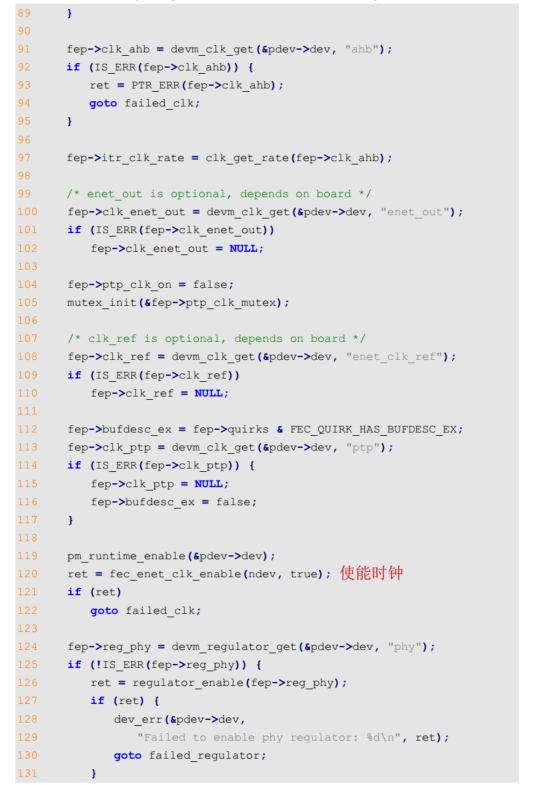 89 }
90
91 fep->clk_ahb = devm_clk_get(&pdev->dev, "ahb");
92 if (IS_ERR(fep->clk_ahb)) {
93 ret = PTR_ERR(fep->clk_ahb);
94 goto failed_clk;
95 }
96
97 fep->itr_clk_rate = clk_get_rate(fep->clk_ahb);
98
99 /* enet_out is optional, depends on board */
100 fep->clk_enet_out = devm_clk_get(&pdev->dev, "enet_out");
101 if (IS_ERR(fep->clk_enet_out))
102 fep->clk_enet_out = NULL;
103
104 fep->ptp_clk_on = false;
105 mutex_init(&fep->ptp_clk_mutex);
106
107 /* clk_ref is optional, depends on board */
108 fep->clk_ref = devm_clk_get(&pdev->dev, "enet_clk_ref");
109 if (IS_ERR(fep->clk_ref))
110 fep->clk_ref = NULL;
111
112 fep->bufdesc_ex = fep->quirks & FEC_QUIRK_HAS_BUFDESC_EX;
113 fep->clk_ptp = devm_clk_get(&pdev->dev, "ptp");
114 if (IS_ERR(fep->clk_ptp)) {
115 fep->clk_ptp = NULL;
116 fep->bufdesc_ex = false;
117 }
118
119 pm_runtime_enable(&pdev->dev);
120 ret = fec_enet_clk_enable(ndev, true); 使能时钟
121 if (ret)
122 goto failed_clk;
123
124 fep->reg_phy = devm_regulator_get(&pdev->dev, "phy");
125 if (!IS_ERR(fep->reg_phy)) {
126 ret = regulator_enable(fep->reg_phy);
127 if (ret) {
128 dev_err(&pdev->dev,
129 "Failed to enable phy regulator: %d\n", ret);
130 goto failed_regulator;
131 }